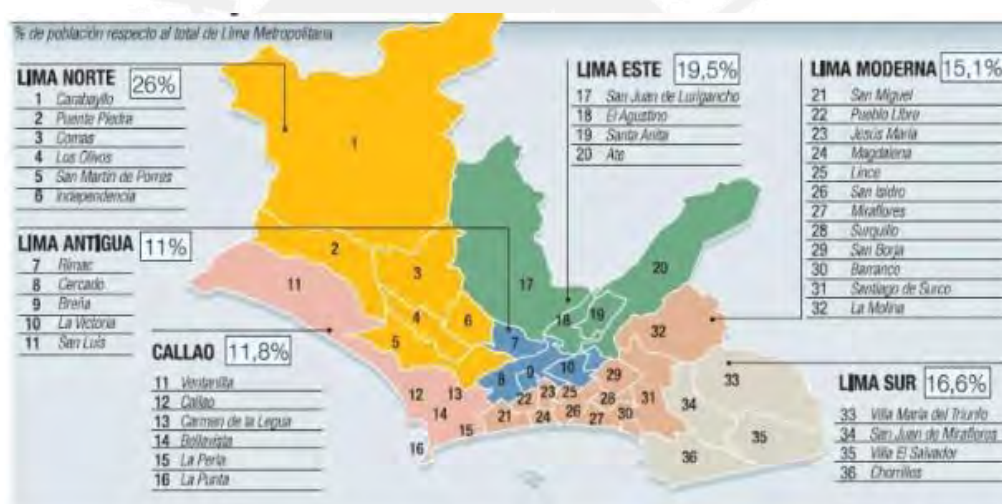 % de población respecto al total de Lima Metropolitana
LIMA NORTE 26%
1 Carabayllo
2 Puente Piedra
3 Comas
4 Los Olivos
5 San Martín de Porres
6 Independencia
LIMA ANTIGUA 11%
7 Rimac
8 Cercado
9 Breña
10 La Victoria
11 San Luis
CALLAO 11,8%
11 Ventanilla
12 Callao
13 Carmen de la Legua
14 Bellavista
15 La Perla
16 La Punta
LIMA ESTE 19,5%
17 San Juan de Lurigancho
18 El Agustino
19 Santa Anita
20 Ate
LIMA MODERNA 15,1%
21 San Miguel
22 Pueblo Libre
23 Jesús María
24 Magdalena
25 Lince
26 San Isidro
27 Miraflores
28 Surquillo
29 San Borja
30 Barranco
31 Santiago de Surco
32 La Molina
LIMA SUR 16,6%
33 Villa María del Triunfo
34 San Juan de Miraflores
35 Villa El Salvador
36 Chorrillos
1
2
3
11
17
20
4
6
18
19
5
7
32
8
9
10
29
33
12
13
22
23
25
28
31
34
14
21
24
26
27
30
15
35
16
36